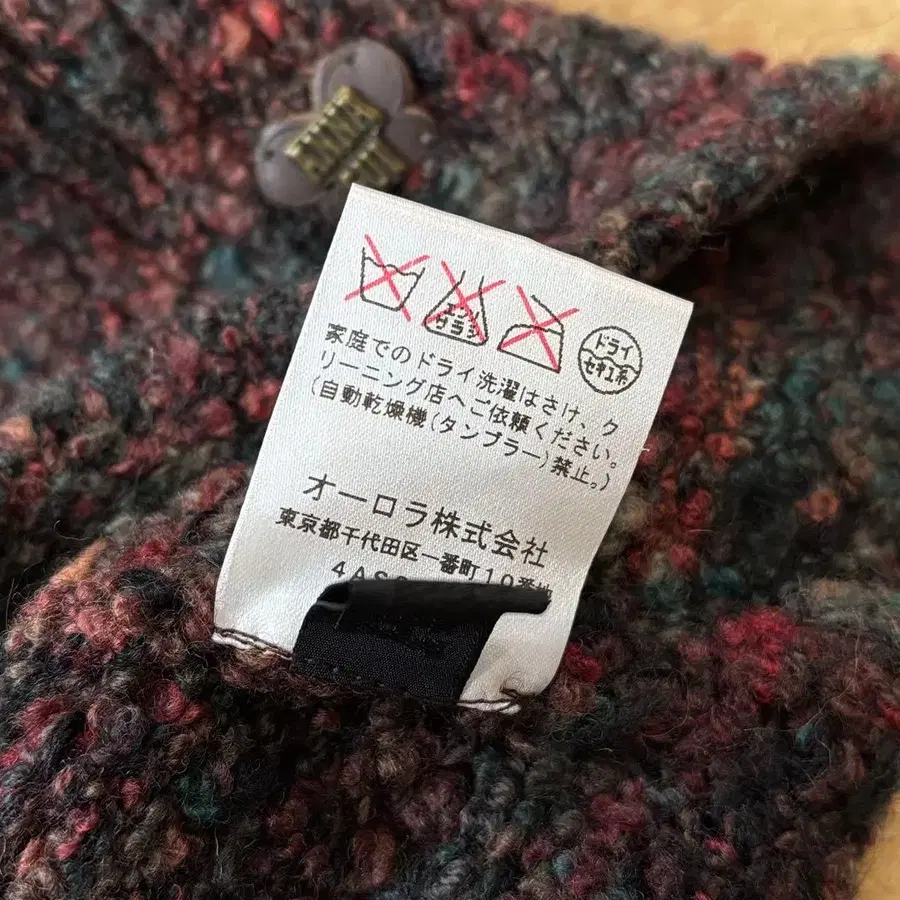 ANNA
SUI
エンソ
サラシ
ドライ
セキユ系
家庭でのドライ洗濯はさけ、ク
リーニング店へご依頼ください。
(自動乾燥機(タンブラー)禁止。)
オーロラ株式会社
東京都千代田区一番町10番地
4AS